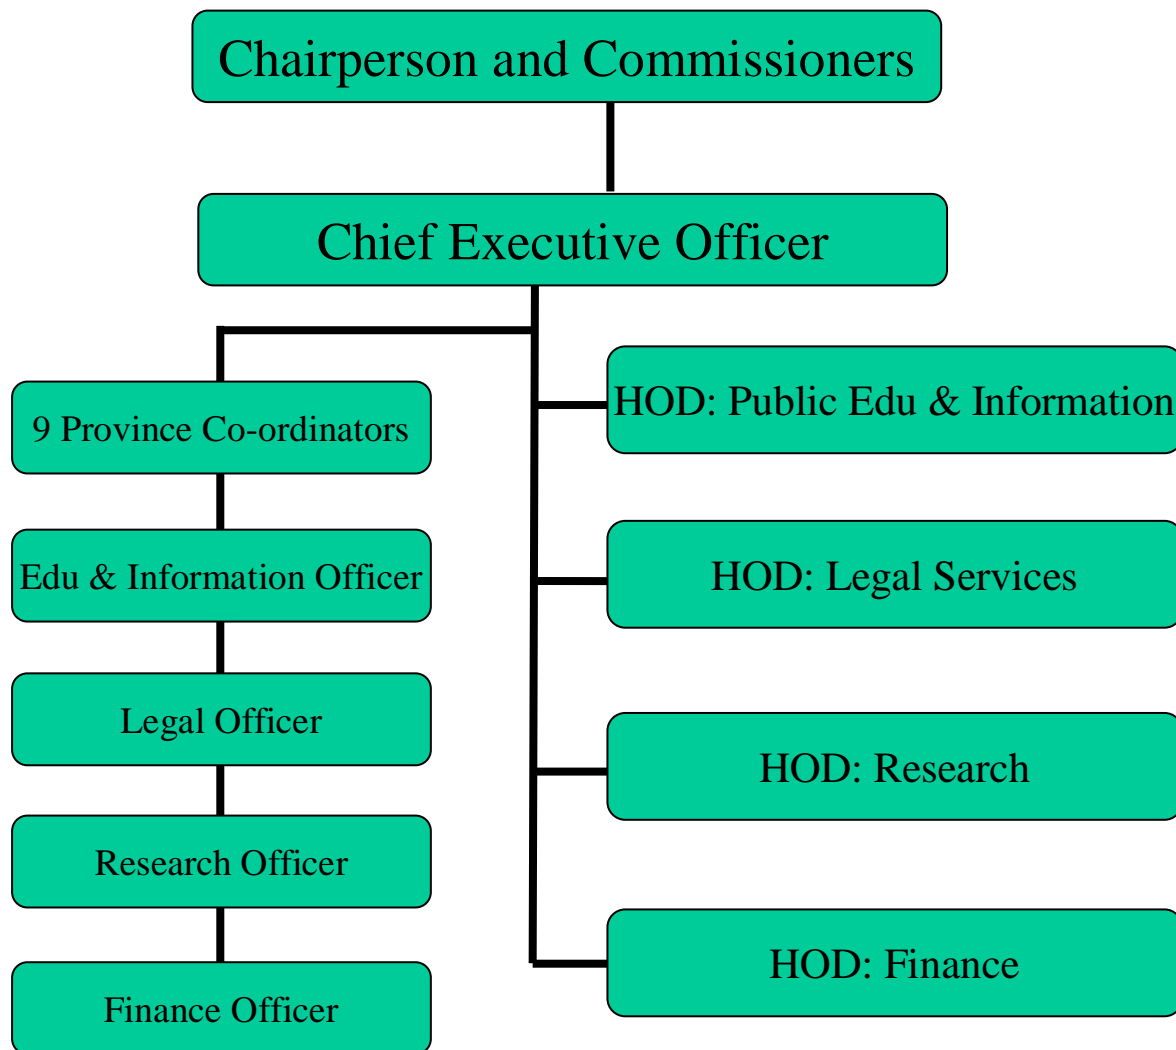 Chairperson and Commissioners
Chief Executive Officer
9 Province Co-ordinators
Edu & Information Officer
Legal Officer
Research Officer
Finance Officer
HOD: Public Edu & Information
HOD: Legal Services
HOD: Research
HOD: Finance